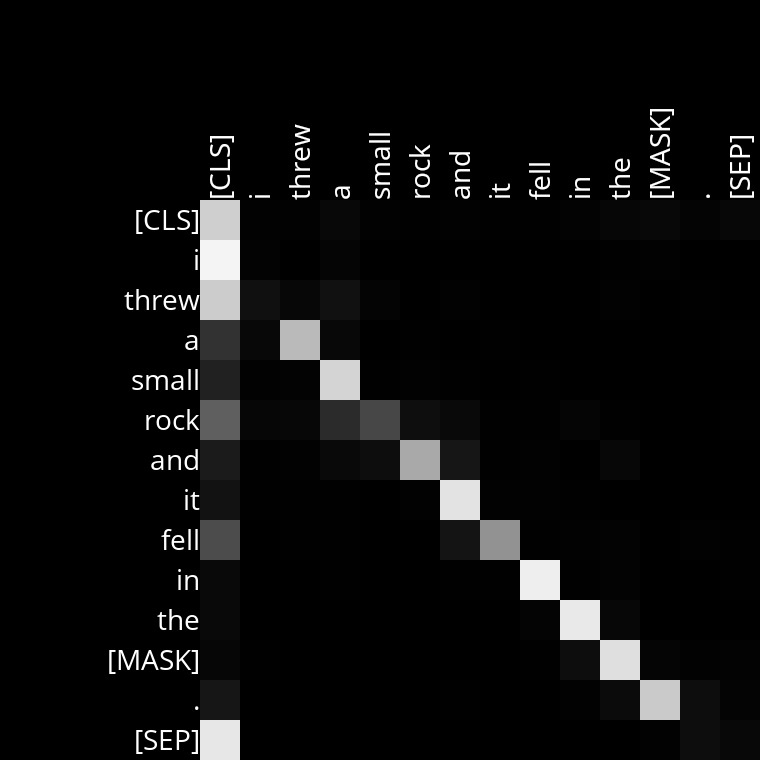 [CLS] i threw a small rock and it fell in the [MASK] . [SEP]
[CLS]
i
threw
a
small
rock
and
it
fell
in
the
[MASK]
.
[SEP]